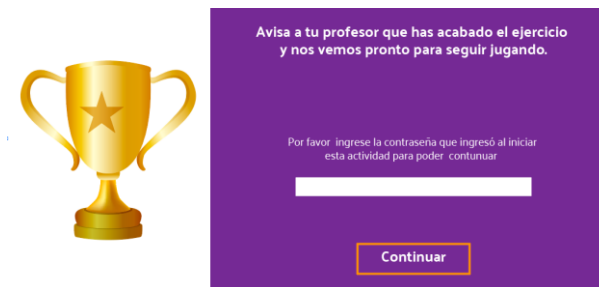 Avisa a tu profesor que has acabado el ejercicio
y nos vemos pronto para seguir jugando.
Por favor ingrese la contraseña que ingresó al iniciar
esta actividad para poder contunuar
Continuar